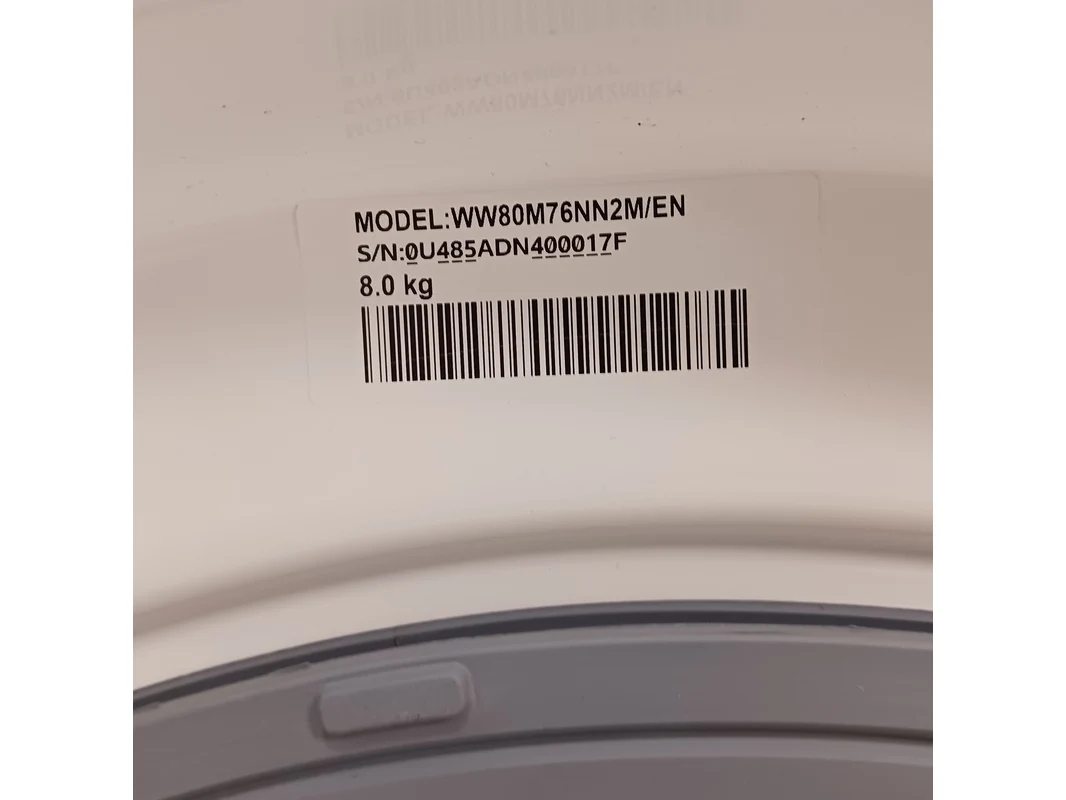 MODEL:WW80M76NN2M/EN
S/N:0U485ADN400017F
8.0 kg